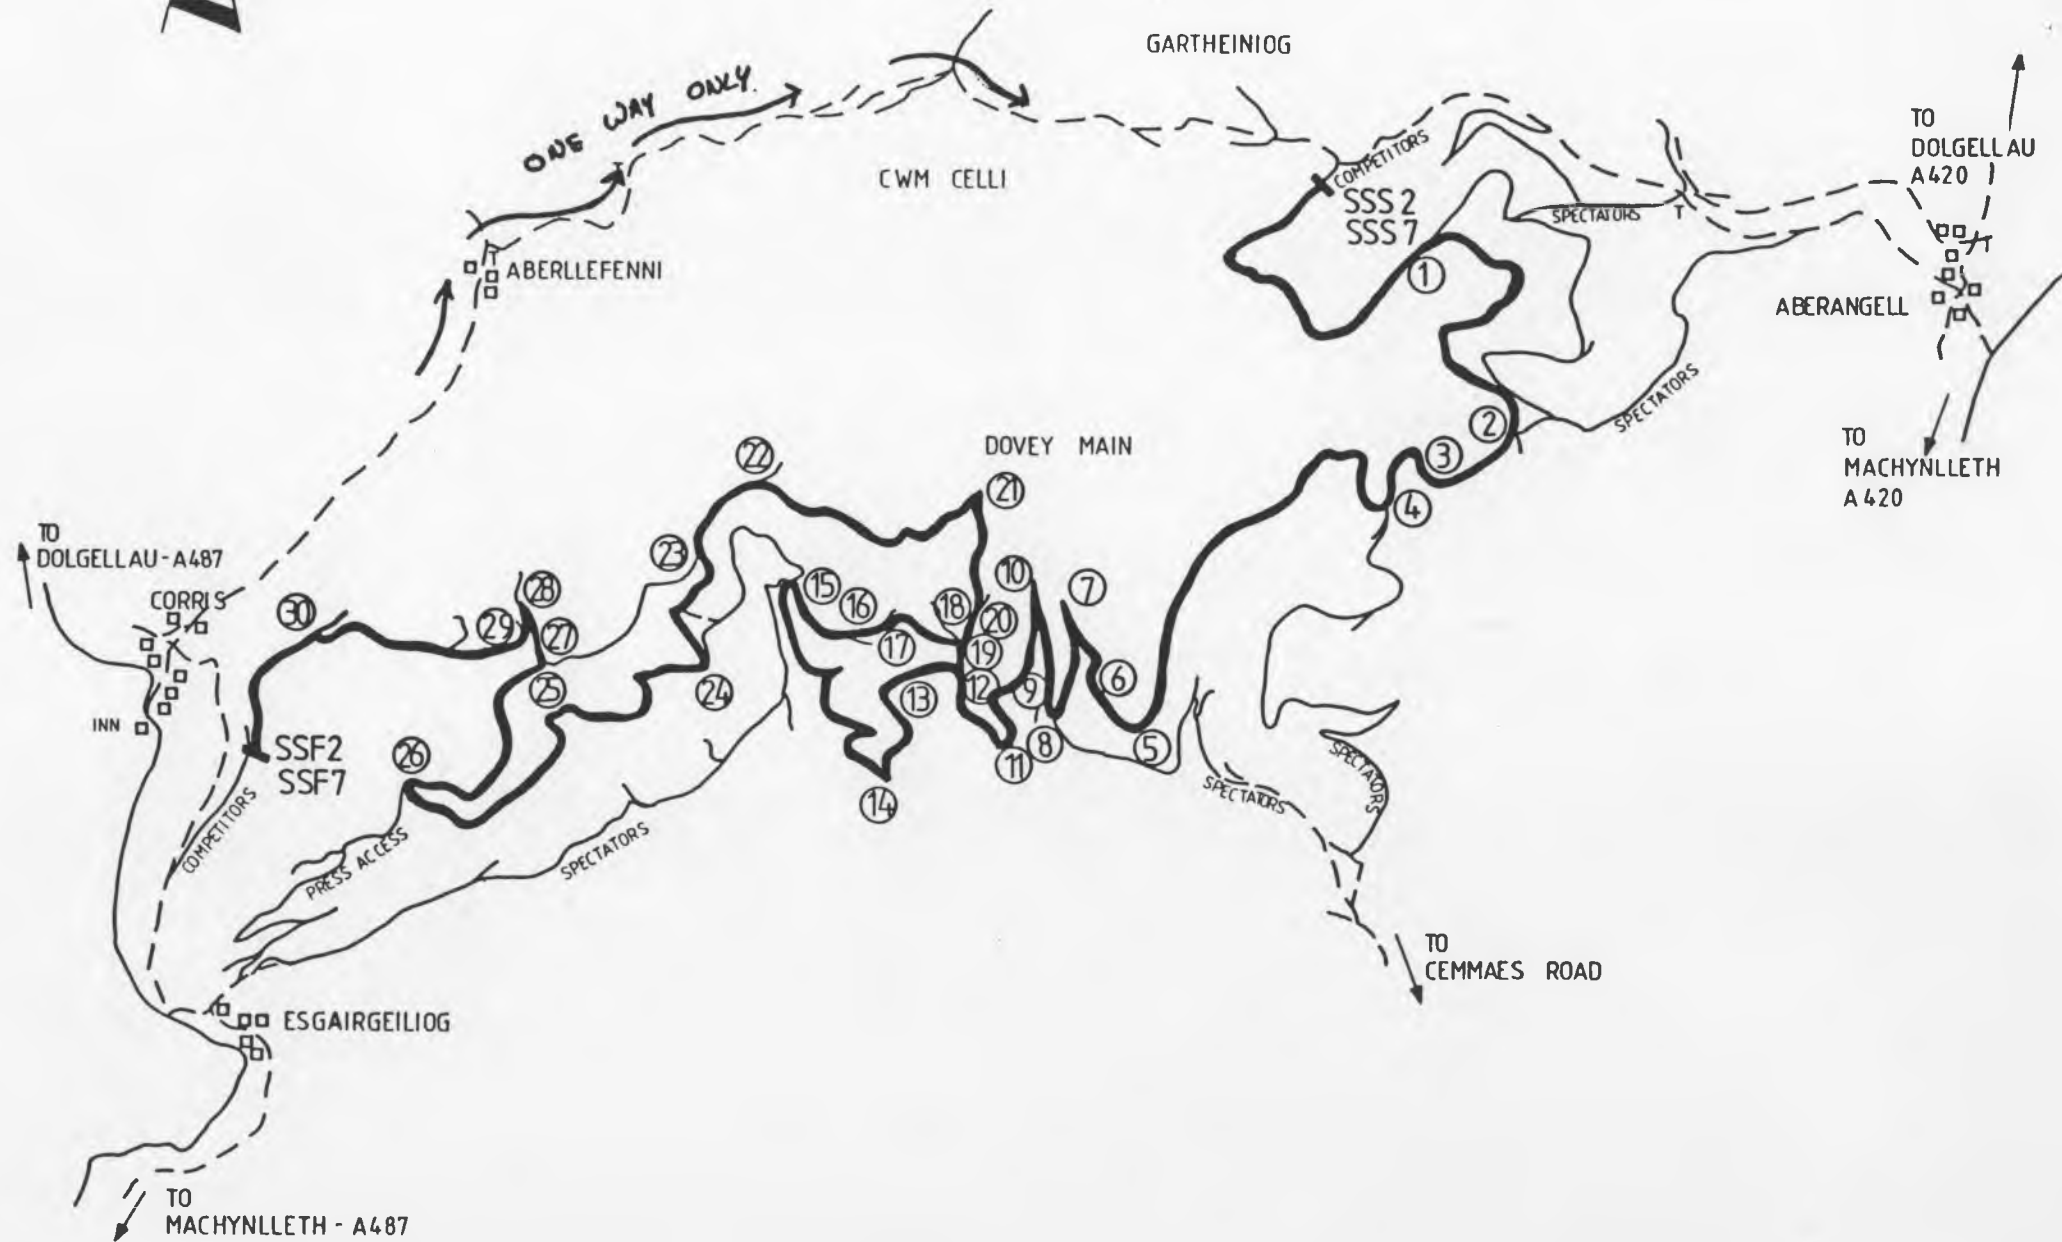 GARTHEINIOG
ONE WAY ONLY.
TO
DOLGELLAU
A420
COMPETITORS
CWM CELLI
SSS 2
SSS 7
SPECTATORS
T
T
T
T
ABERLLEFENNI
1
ABERANGELL
SPECTATORS
2
TO
MACHYNLLETH
A420
3
4
DOVEY MAIN
22
21
TO
DOLGELLAU - A487
CORRIS
23
10
7
15
16
18
20
28
30
29
27
17
19
25
24
13
12
9
6
INN
SSF2
SSF7
26
8
5
11
14
SPECTATORS
SPECTATORS
COMPETITORS
PRESS ACCESS
SPECTATORS
TO
CEMMAES ROAD
ESGAIRGEILIOG
TO
MACHYNLLETH - A487